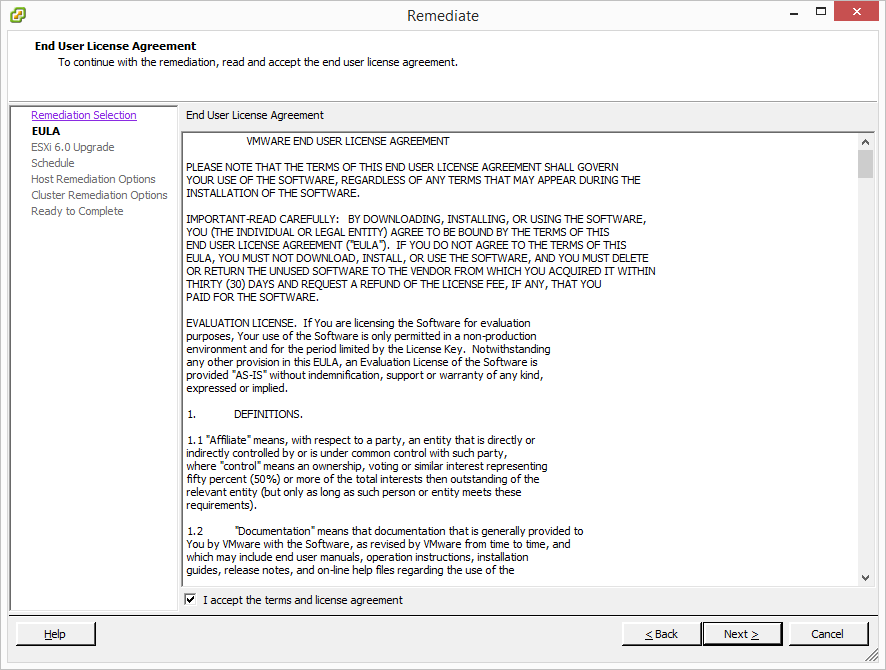 Remediate
End User License Agreement
To continue with the remediation, read and accept the end user license agreement.
Remediation Selection
EULA
ESXi 6.0 Upgrade
Schedule
Host Remediation Options
Cluster Remediation Options
Ready to Complete
End User License Agreement
VMWARE END USER LICENSE AGREEMENT
PLEASE NOTE THAT THE TERMS OF THIS END USER LICENSE AGREEMENT SHALL GOVERN
YOUR USE OF THE SOFTWARE, REGARDLESS OF ANY TERMS THAT MAY APPEAR DURING THE
INSTALLATION OF THE SOFTWARE.
IMPORTANT-READ CAREFULLY:   BY DOWNLOADING, INSTALLING, OR USING THE SOFTWARE,
YOU (THE INDIVIDUAL OR LEGAL ENTITY) AGREE TO BE BOUND BY THE TERMS OF THIS
END USER LICENSE AGREEMENT ("EULA").  IF YOU DO NOT AGREE TO THE TERMS OF THIS
EULA, YOU MUST NOT DOWNLOAD, INSTALL, OR USE THE SOFTWARE, AND YOU MUST DELETE
OR RETURN THE UNUSED SOFTWARE TO THE VENDOR FROM WHICH YOU ACQUIRED IT WITHIN
THIRTY (30) DAYS AND REQUEST A REFUND OF THE LICENSE FEE, IF ANY, THAT YOU
PAID FOR THE SOFTWARE.
EVALUATION LICENSE.  If You are licensing the Software for evaluation
purposes, Your use of the Software is only permitted in a non-production
environment and for the period limited by the License Key.  Notwithstanding
any other provision in this EULA, an Evaluation License of the Software is
provided "AS-IS" without indemnification, support or warranty of any kind,
expressed or implied.
1.	DEFINITIONS.
1.1 "Affiliate" means, with respect to a party, an entity that is directly or
indirectly controlled by or is under common control with such party,
where "control" means an ownership, voting or similar interest representing
fifty percent (50%) or more of the total interests then outstanding of the
relevant entity (but only as long as such person or entity meets these
requirements).
1.2	"Documentation" means that documentation that is generally provided to
You by VMware with the Software, as revised by VMware from time to time, and
which may include end user manuals, operation instructions, installation
guides, release notes, and on-line help files regarding the use of the
I accept the terms and license agreement
Help
< Back
Next >
Cancel